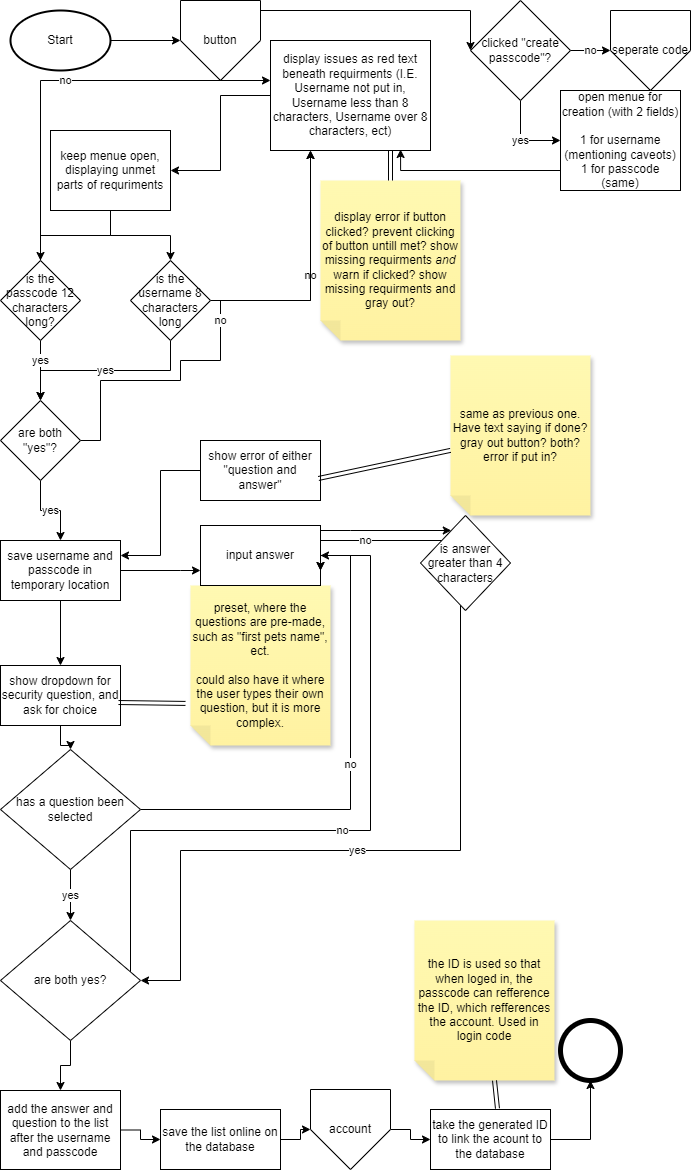 Start
button
clicked "create
passcode"?
no
seperate code
yes
open menue for
creation (with 2 fields)
1 for username
(mentioning caveots)
1 for passcode
(same)
display issues as red text
beneath requirments (I.E.
Username not put in,
Username less than 8
characters, Username over 8
characters, ect)
no
keep menue open,
displaying unmet
parts of requriments
display error if button
clicked? prevent clicking
of button untill met? show
missing requirments and
warn if clicked? show
missing requirments and
gray out?
is the
passcode 12
characters
long?
is the
username 8
characters
long
no
no
yes
yes
are both
"yes"?
same as previous one.
Have text saying if done?
gray out button? both?
error if put in?
show error of either
"question and
answer"
yes
save username and
passcode in
temporary location
input answer
no
is answer
greater than 4
characters
preset, where the
questions are pre-made,
such as "first pets name",
ect.
could also have it where
the user types their own
question, but it is more
complex.
show dropdown for
security question, and
ask for choice
no
has a question been
selected
no
yes
yes
are both yes?
the ID is used so that
when loged in, the
passcode can refference
the ID, which refferences
the account. Used in
login code
add the answer and
question to the list
after the username
and passcode
save the list online on
the database
account
take the generated ID
to link the acount to
the database